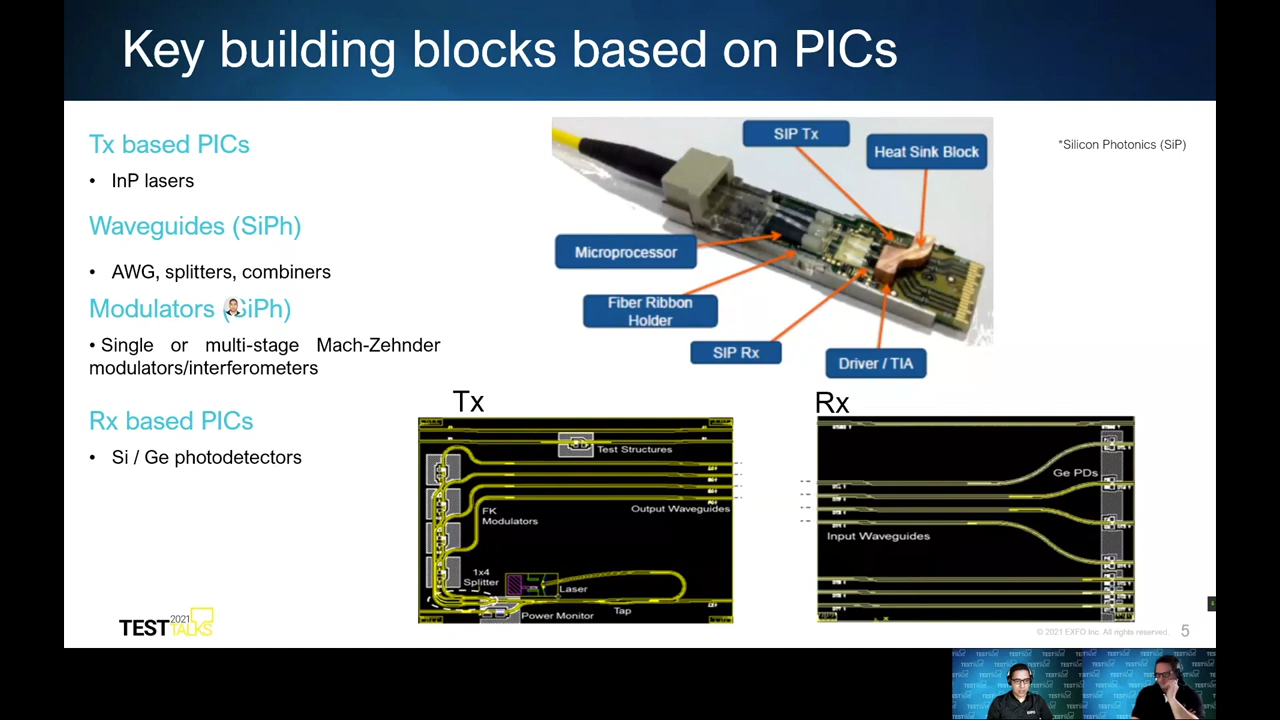 Key building blocks based on PICs
Tx based PICs
• InP lasers
Waveguides (SiPh)
• AWG, splitters, combiners
Modulators (SiPh)
• Single or multi-stage Mach-Zehnder
modulators/interferometers
Rx based PICs
• Si / Ge photodetectors
*Silicon Photonics (SiP)
SIP Tx
Heat Sink Block
Microprocessor
Fiber Ribbon
Holder
SIP Rx
Driver / TIA
Tx
Test Structures
FK
Modulators
Output Waveguides
1x4
Splitter
Laser
Power Monitor
Tap
Rx
Ge PDs
Input Waveguides
TEST 2021
TALKS
© 2021 EXFO Inc. All rights reserved.
5